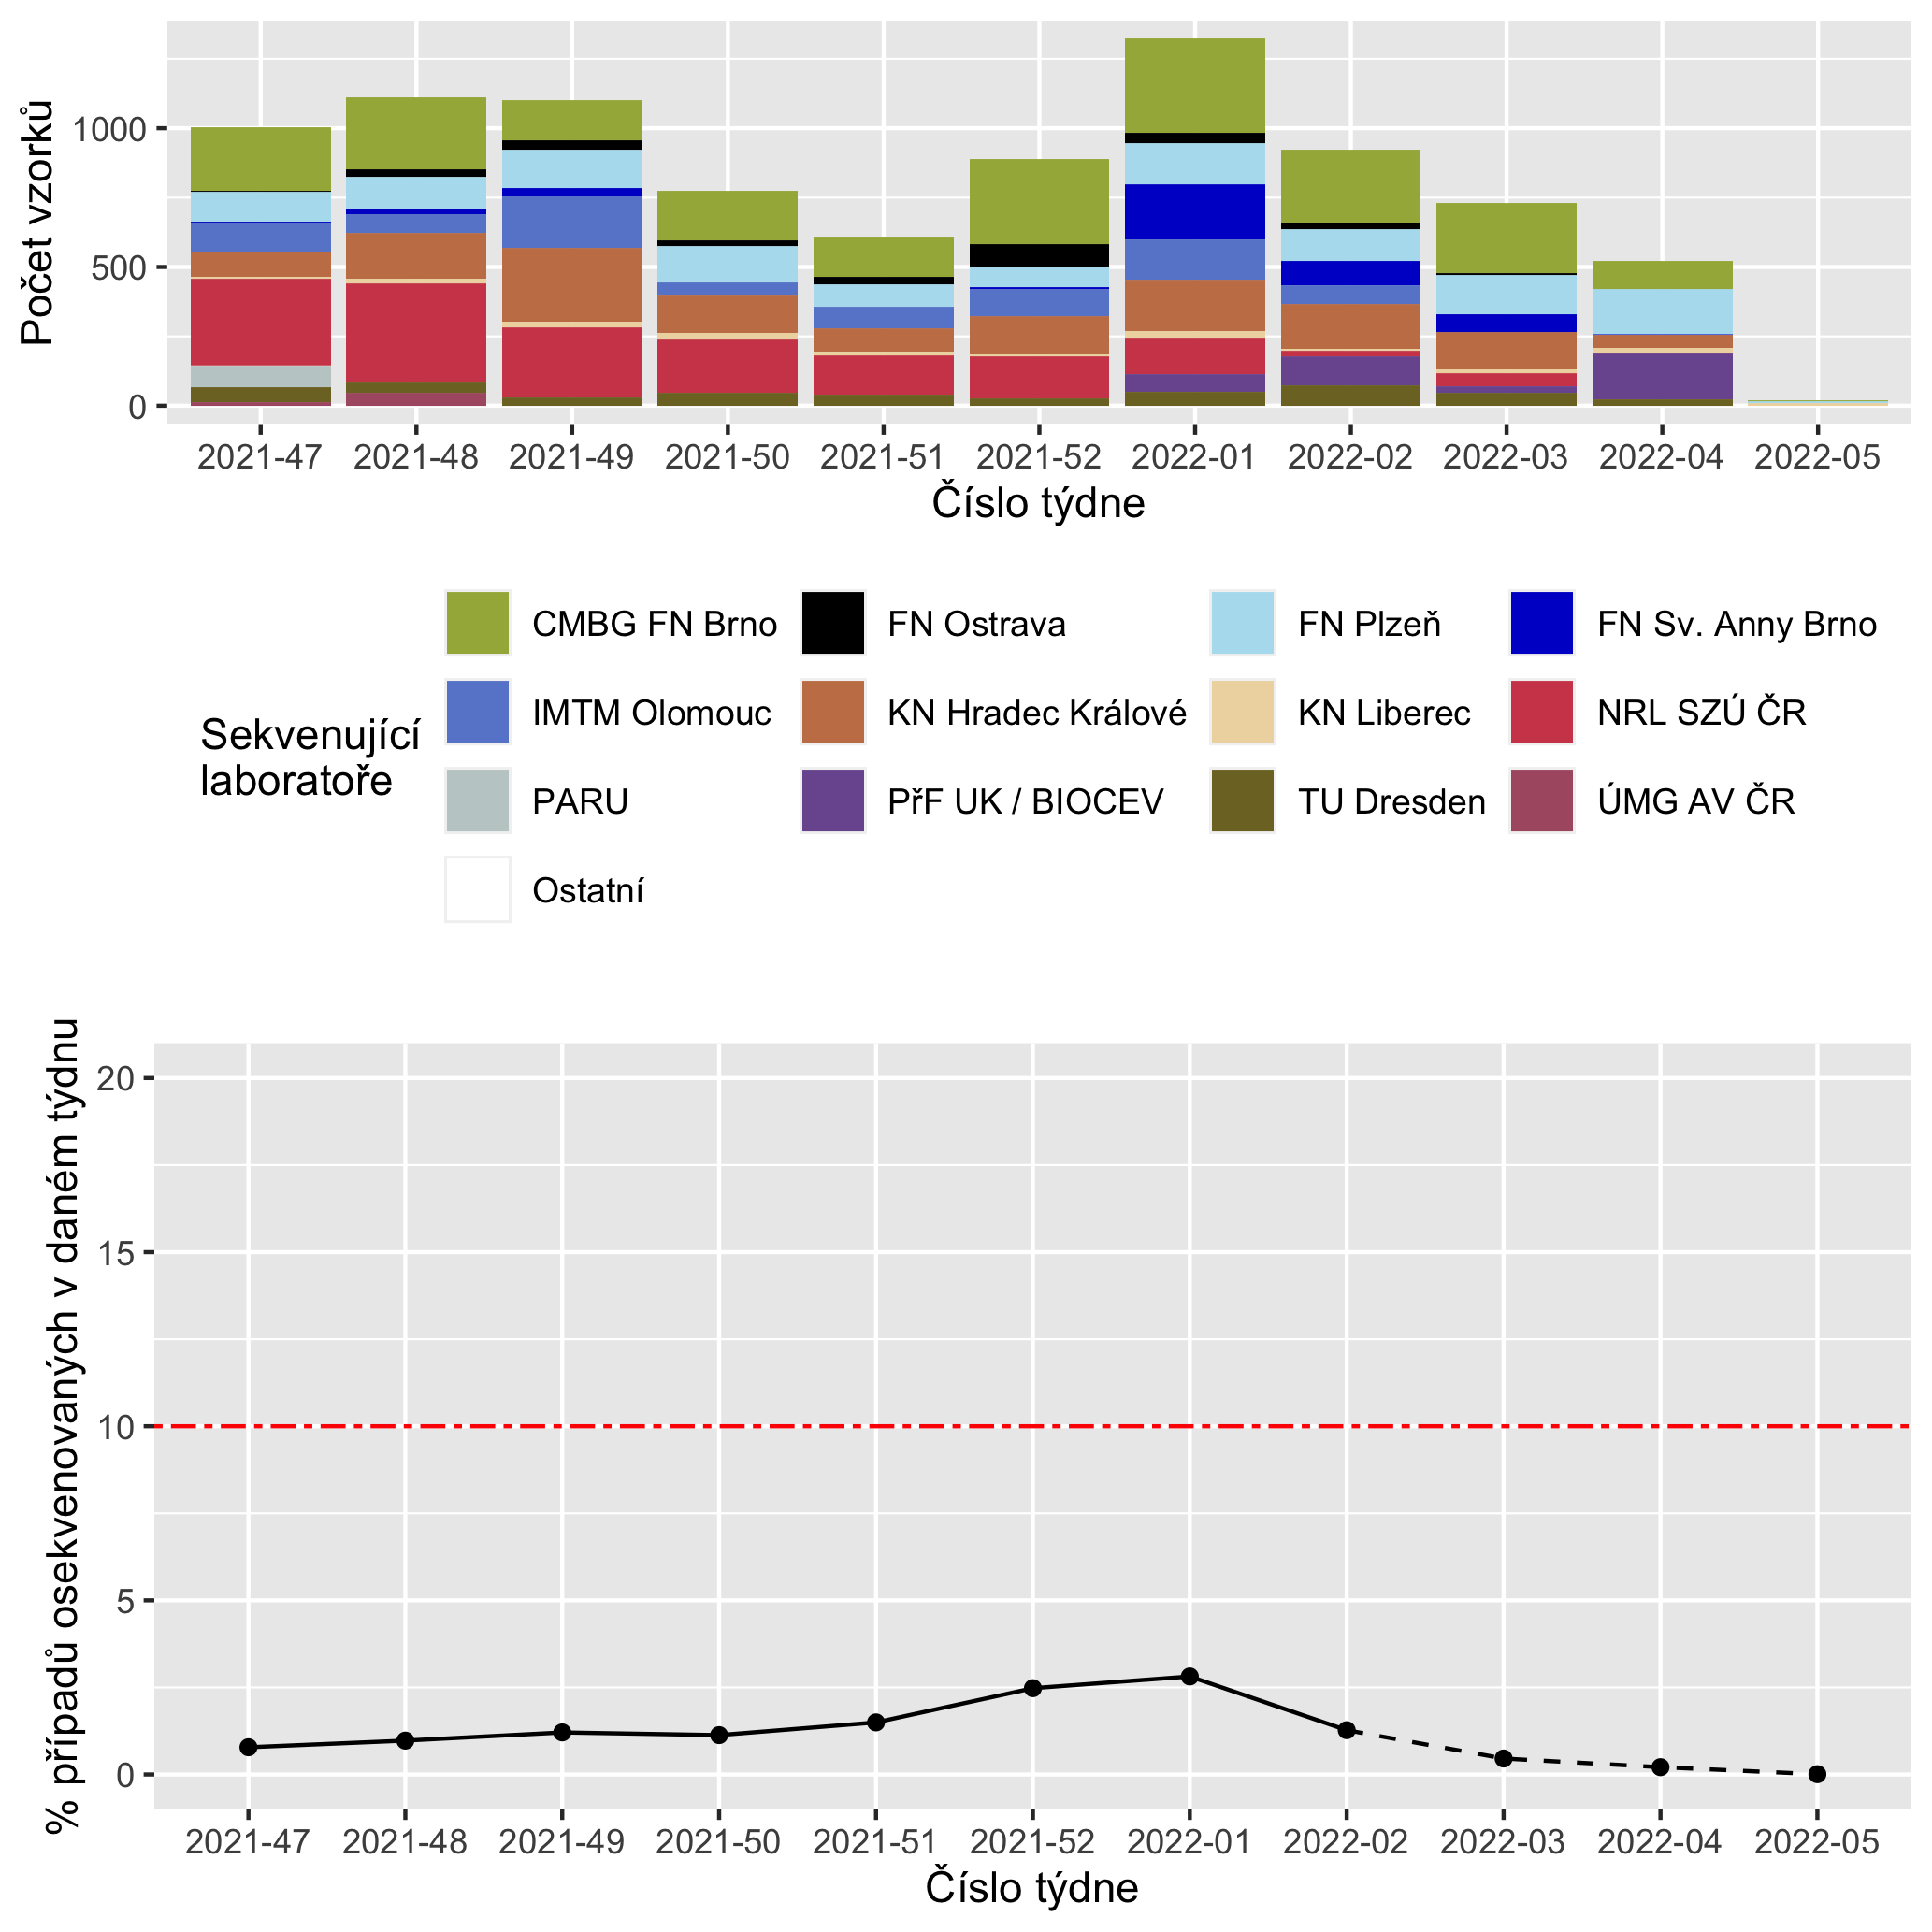 Počet vzorků
1000
500
0
2021-47 2021-48 2021-49 2021-50 2021-51 2021-52 2022-01 2022-02 2022-03 2022-04 2022-05
Číslo týdne
Sekvenující
laboratoře
CMBG FN Brno FN Ostrava FN Plzeň FN Sv. Anny Brno
IMTM Olomouc KN Hradec Králové KN Liberec NRL SZÚ ČR
PARU PřF UK / BIOCEV TU Dresden ÚMG AV ČR
Ostatní
% případů osekvenovaných v daném týdnu
20
15
10
5
0
2021-47 2021-48 2021-49 2021-50 2021-51 2021-52 2022-01 2022-02 2022-03 2022-04 2022-05
Číslo týdne